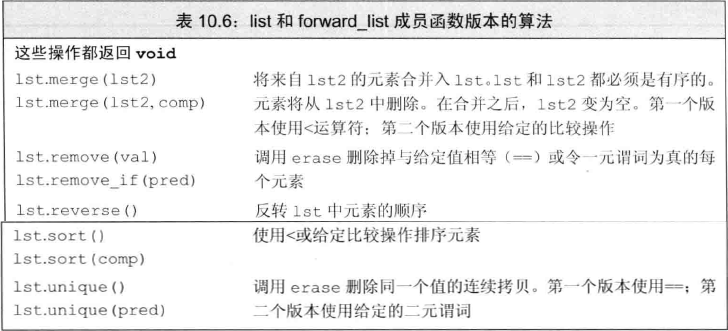 表 10.6：list 和 forward_list 成员函数版本的算法
这些操作都返回 void
lst.merge(lst2) 将来自 lst2 的元素合并入 lst。lst 和 lst2 都必须是有序的。
lst.merge(lst2,comp) 元素将从 lst2 中删除。在合并之后，lst2 变为空。第一个版
本使用<运算符；第二个版本使用给定的比较操作
lst.remove(val) 调用 erase 删除掉与给定值相等（==）或令一元谓词为真的每
lst.remove_if(pred) 个元素
lst.reverse() 反转 lst 中元素的顺序
lst.sort() 使用<或给定比较操作排序元素
lst.sort(comp)
lst.unique() 调用 erase 删除同一个值的连续拷贝。第一个版本使用==；第
lst.unique(pred) 二个版本使用给定的二元谓词